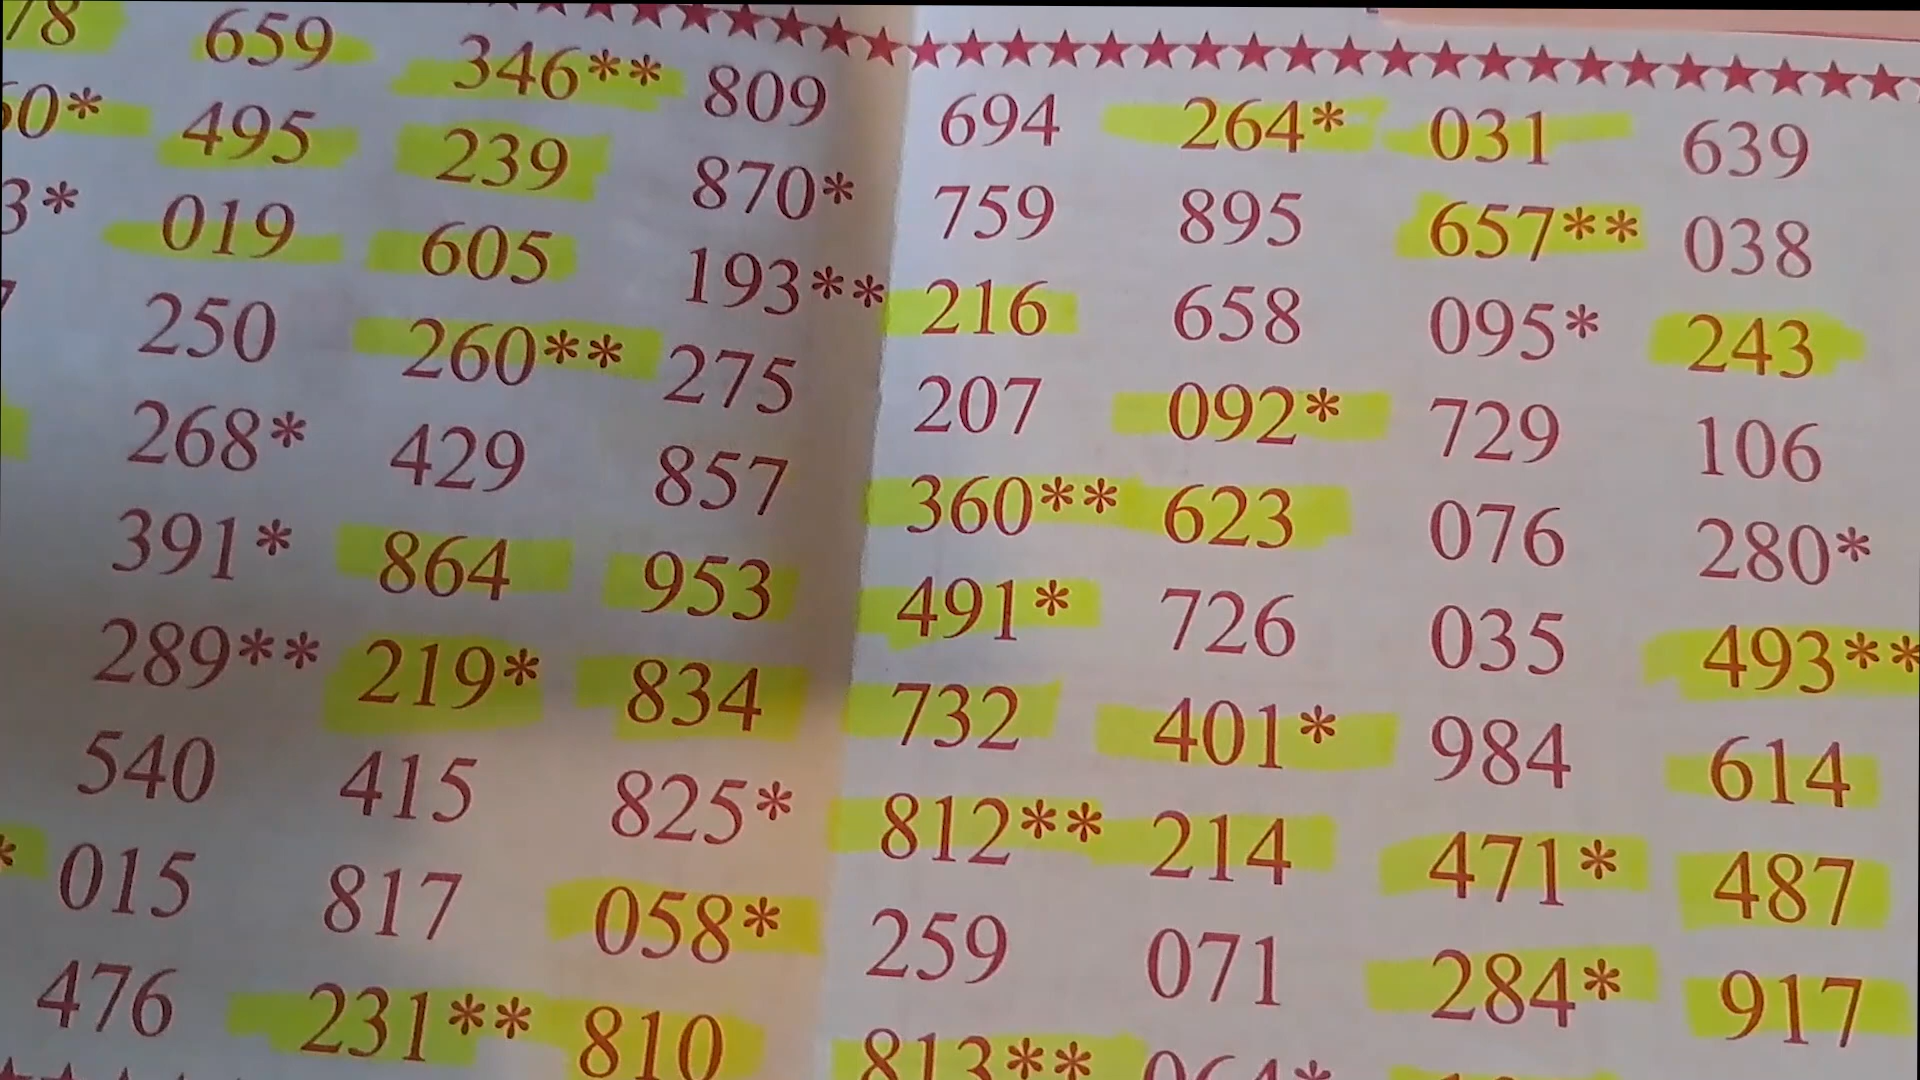 659 346** 809
495 239 870*
019 605 193**
250 260** 275
268* 429 857
391* 864 953
289** 219* 834
540 415 825*
015 817 058*
476 231** 810
694 264* 031 639
759 895 657** 038
216 658 095* 243
207 092* 729 106
360** 623 076 280*
491* 726 035 493**
732 401* 984 614
812** 214 471* 487
259 071 284* 917
813** 064*